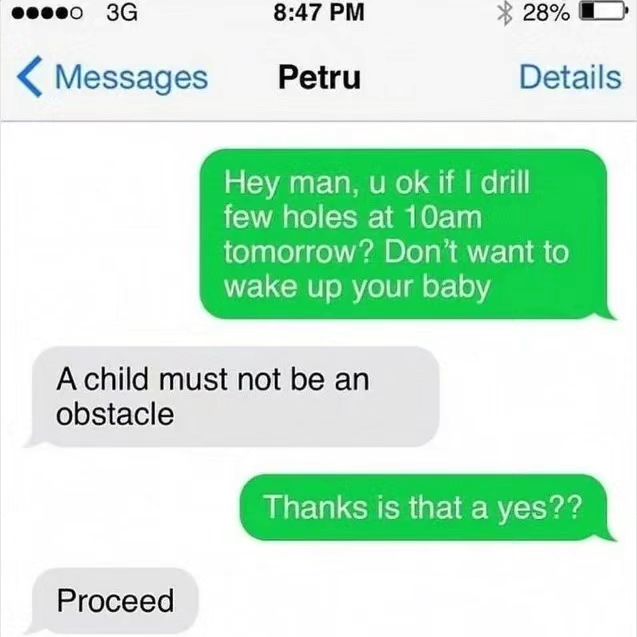 3G 8:47 PM 28%
Messages Petru Details
Hey man, u ok if I drill
few holes at 10am
tomorrow? Don't want to
wake up your baby
A child must not be an
obstacle
Thanks is that a yes??
Proceed